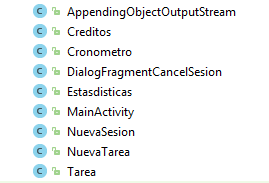 C AppendingObjectOutputStream
C Creditos
C Cronometro
C DialogFragmentCancelSesion
C Estasdisticas
C MainActivity
C NuevaSesion
C NuevaTarea
C Tarea